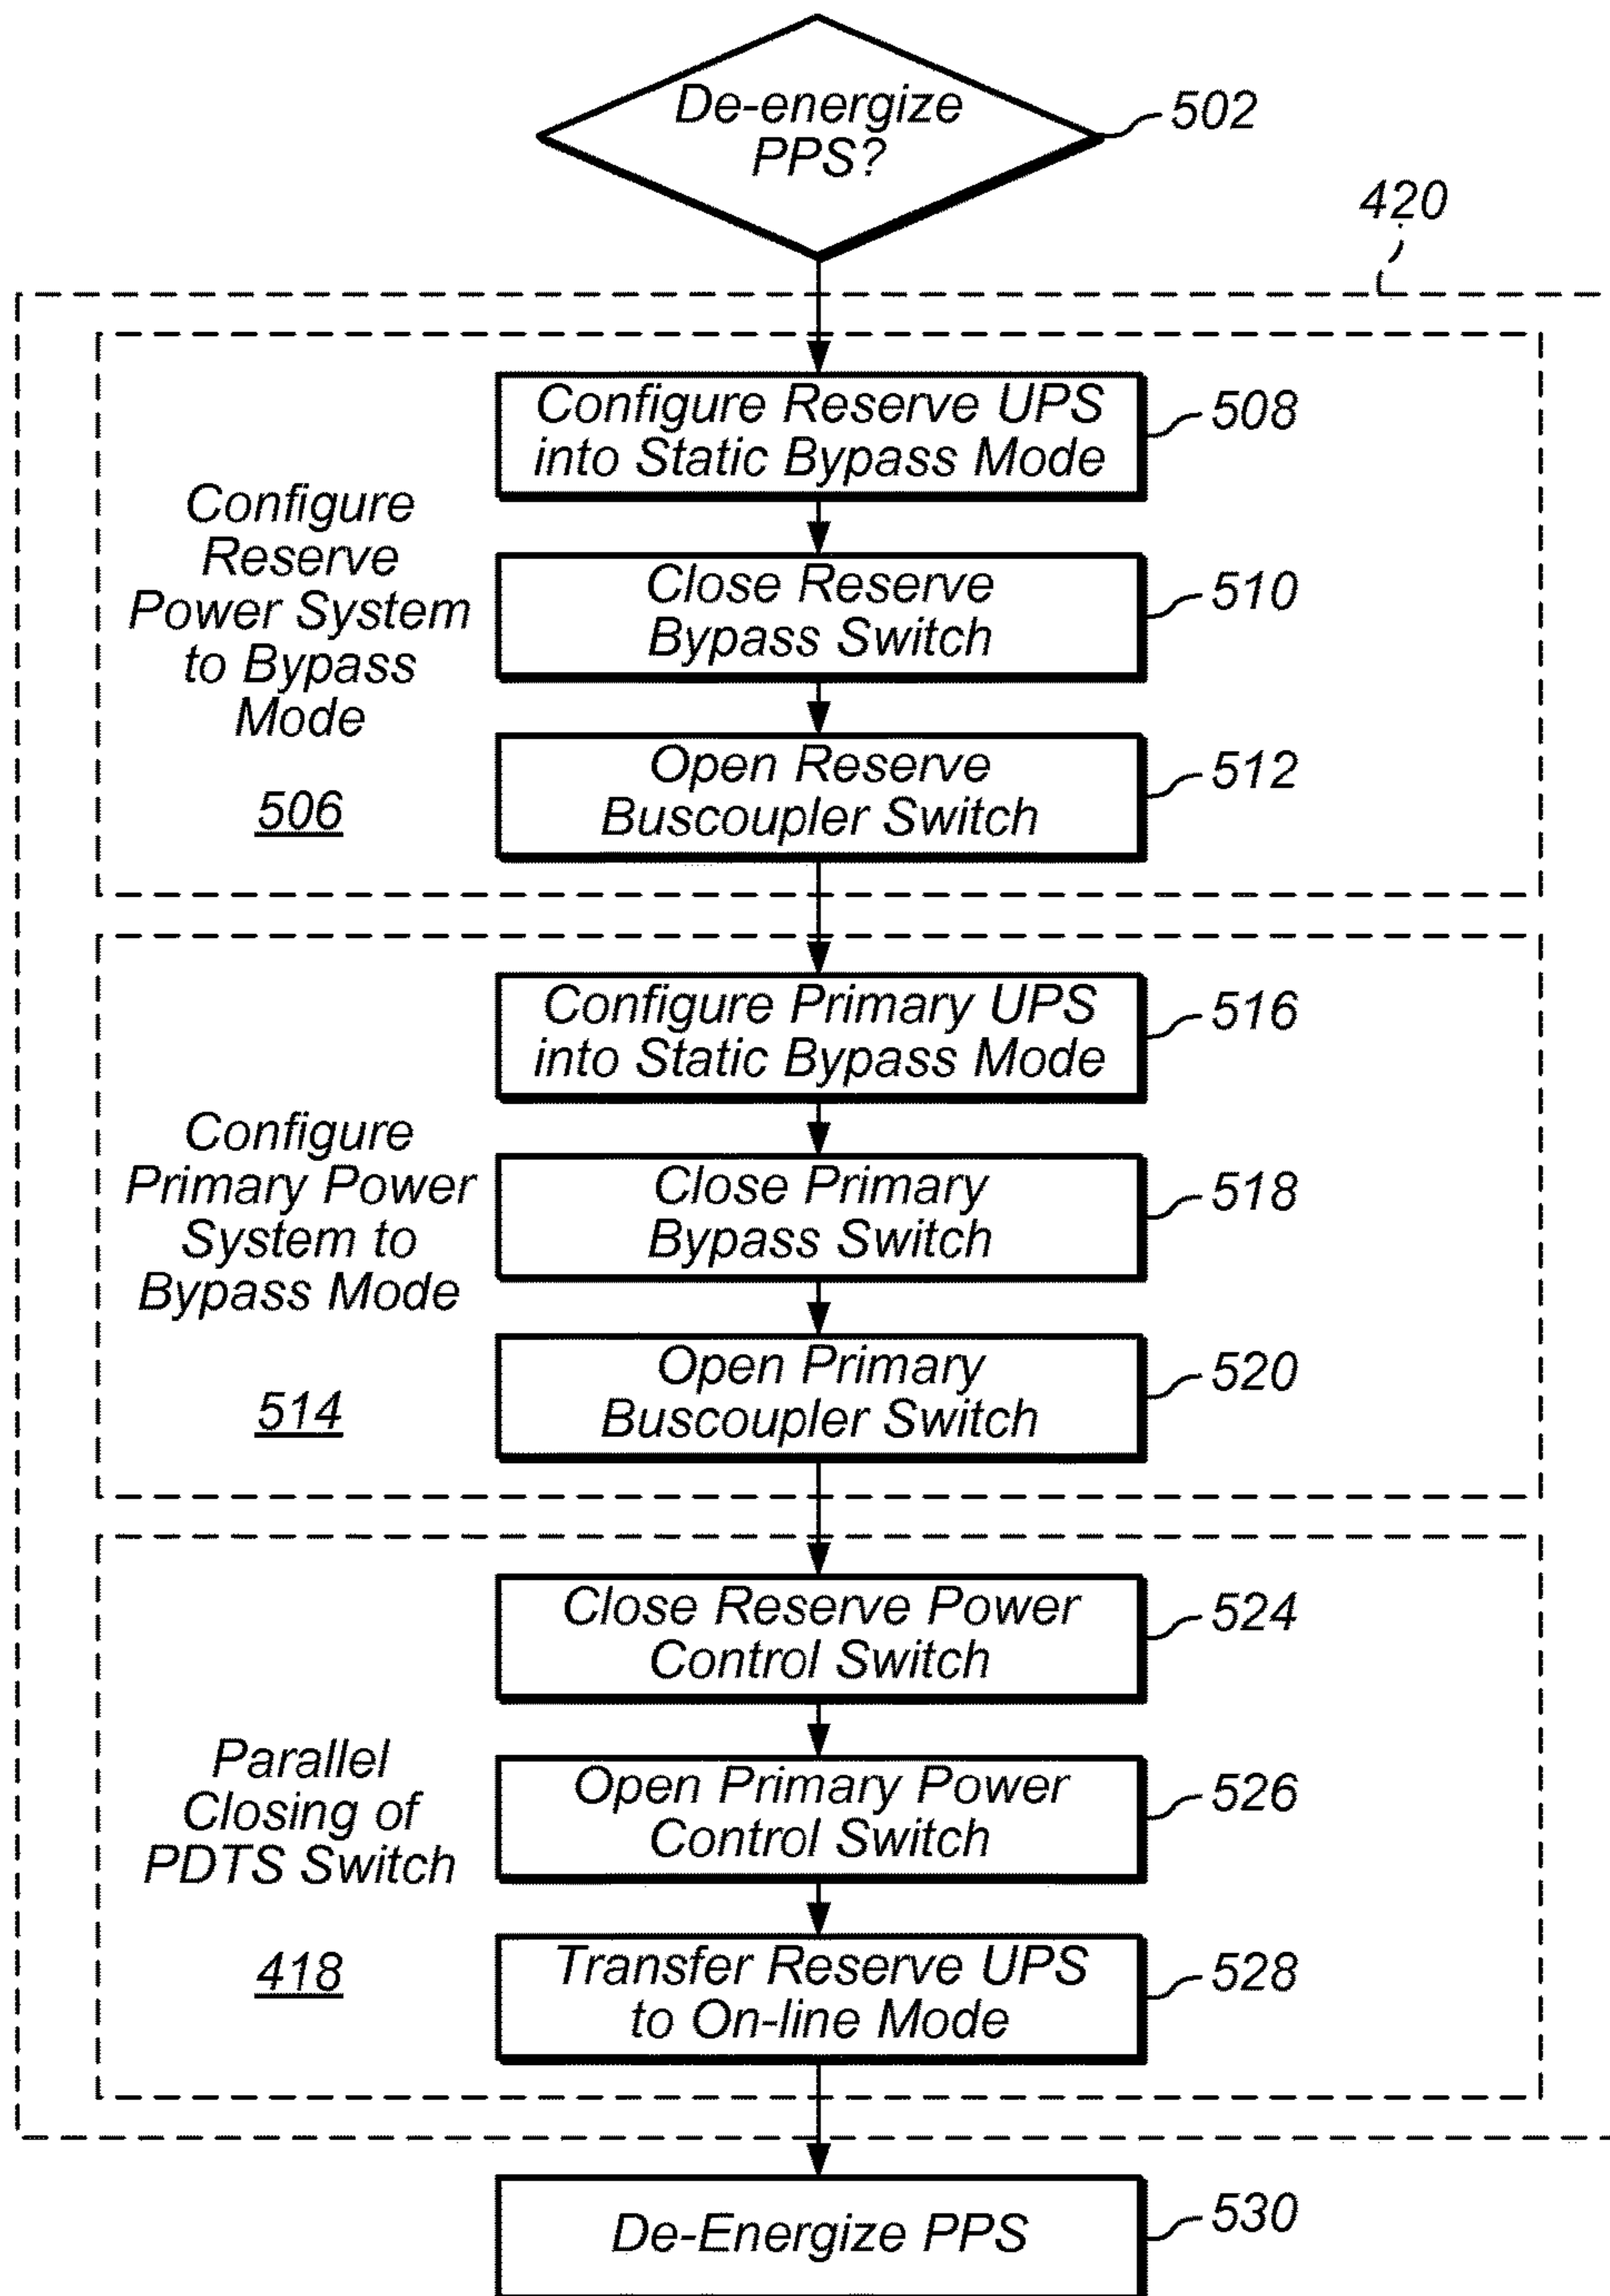 De-energize
PPS?
502
420
Configure Reserve UPS
into Static Bypass Mode
508
Configure
Reserve
Power System
to Bypass
Mode
506
Close Reserve
Bypass Switch
510
Open Reserve
Buscoupler Switch
512
Configure Primary UPS
into Static Bypass Mode
516
Configure
Primary Power
System to
Bypass Mode
514
Close Primary
Bypass Switch
518
Open Primary
Buscoupler Switch
520
Close Reserve Power
Control Switch
524
Parallel
Closing of
PDTS Switch
418
Open Primary Power
Control Switch
526
Transfer Reserve UPS
to On-line Mode
528
De-Energize PPS
530